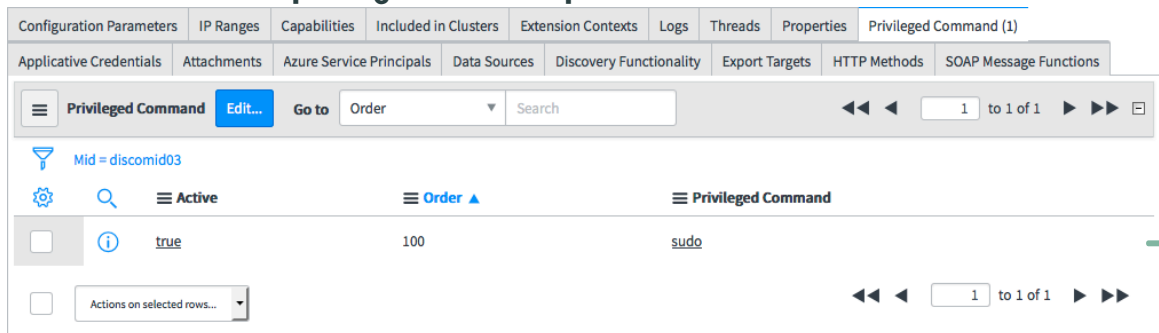 Configuration Parameters IP Ranges Capabilities Included in Clusters Extension Contexts Logs Threads Properties Privileged Command (1)
Applicative Credentials Attachments Azure Service Principals Data Sources Discovery Functionality Export Targets HTTP Methods SOAP Message Functions
Privileged Command Edit... Go to Order Search 1 to 1 of 1
Mid = discomid03
Active Order Privileged Command
true 100 sudo
Actions on selected rows... 1 to 1 of 1